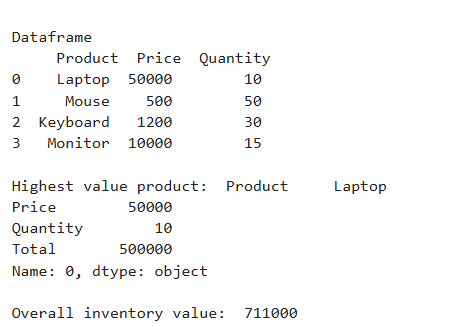 Dataframe
Product Price Quantity
0 Laptop 50000 10
1 Mouse 500 50
2 Keyboard 1200 30
3 Monitor 10000 15
Highest value product: Product Laptop
Price 50000
Quantity 10
Total 500000
Name: 0, dtype: object
Overall inventory value: 711000